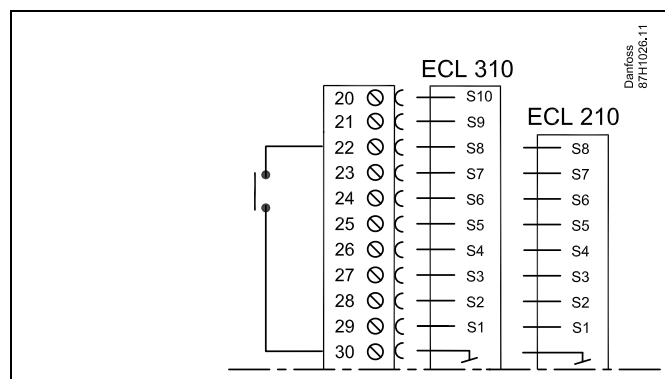 Danfoss
87H1026.11
ECL 310
ECL 210
20 S10
21 S9
22 S8 S8
23 S7 S7
24 S6 S6
25 S5 S5
26 S4 S4
27 S3 S3
28 S2 S2
29 S1 S1
30